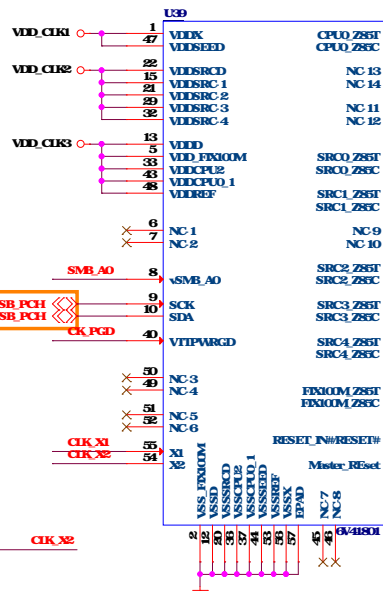 U39
VDD_CLK1
1
VDDX
CPU0_Z85T
47
VDDSEED
CPU0_Z85C
VDD_CLK2
22
VDDSRCD
NC-13
15
VDDSRC-1
NC-14
21
VDDSRC-2
29
VDDSRC-3
NC-11
32
VDDSRC-4
NC-12
VDD_CLK3
13
VDDD
5
VDD_FIX100M
SRC0_Z85T
33
VDDCPU2
SRC0_Z85C
43
VDDCPU0_1
48
VDDREF
SRC1_Z85T
SRC1_Z85C
6
NC-1
NC-9
7
NC-2
NC-10
SMB_A0
8
vSMB_A0
SRC2_Z85T
SRC2_Z85C
SB_PCH
9
SCK
SRC3_Z85T
SB_PCH
10
SDA
SRC3_Z85C
CK_PGD
40
VTTPWRGD
SRC4_Z85T
SRC4_Z85C
50
NC-3
49
NC-4
FIX100M_Z85T
FIX100M_Z85C
51
NC-5
52
NC-6
RESET_IN#/RESET#
CLK_X1
55
X1
CLK_X2
54
X2
Master_REset
VSS_FIX100M
VSSD
VSSSRCD
VSSCPU2
VSSCPU0_1
VSSSEED
VSSREF
VSSX
EPAD
NC-7
NC-8
6V41801
2
12
20
37
44
53
57
45
46
CLK_X2